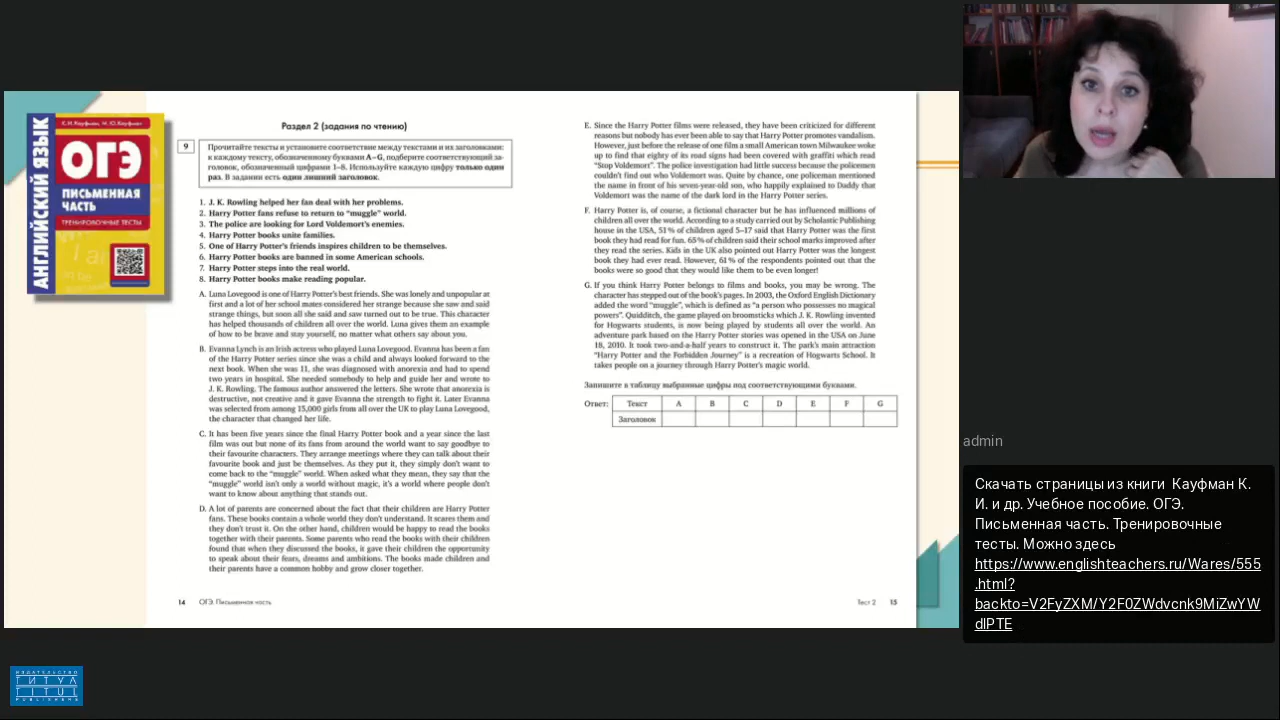 К.И. Кауфман, М.Ю. Кауфман
АНГЛИЙСКИЙ ЯЗЫК
ОГЭ
ПИСЬМЕННАЯ
ЧАСТЬ
ТРЕНИРОВОЧНЫЕ ТЕСТЫ
Раздел 2 (задания по чтению)
9
Прочитайте тексты и установите соответствие между текстами и их заголовками:
к каждому тексту, обозначенному буквами A–G, подберите соответствующий за-
головок, обозначенный цифрами 1–8. Используйте каждую цифру только один
раз. В задании есть один лишний заголовок.
1. J. K. Rowling helped her fan deal with her problems.
2. Harry Potter fans refuse to return to “muggle” world.
3. The police are looking for Lord Voldemort's enemies.
4. Harry Potter books unite families.
5. One of Harry Potter's friends inspires children to be themselves.
6. Harry Potter books are banned in some American schools.
7. Harry Potter steps into the real world.
8. Harry Potter books make reading popular.
A. Luna Lovegood is one of Harry Potter's best friends. She was lonely and unpopular at
first and a lot of her school mates considered her strange because she saw and said
strange things, but soon all she said and saw turned out to be true. This character
has helped thousands of children all over the world. Luna gives them an example
of how to be brave and stay yourself, no matter what others say about you.
B. Evanna Lynch is an Irish actress who played Luna Lovegood. Evanna has been a fan
of the Harry Potter series since she was a child and always looked forward to the
next book. When she was 11, she was diagnosed with anorexia and had to spend
two years in hospital. She needed somebody to help and guide her and wrote to
J. K. Rowling. The famous author answered the letters. She wrote that anorexia is
destructive, not creative and it gave Evanna the strength to fight it. Later Evanna
was selected from among 15,000 girls from all over the UK to play Luna Lovegood,
the character that changed her life.
C. It has been five years since the final Harry Potter book and a year since the last
film was out but none of its fans from around the world want to say goodbye to
their favourite characters. They arrange meetings where they can talk about their
favourite book and just be themselves. As they put it, they simply don't want to
come back to the “muggle” world. When asked what they mean, they say that the
“muggle” world isn't only a world without magic, it's a world where people don't
want to know about anything that stands out.
D. A lot of parents are concerned about the fact that their children are Harry Potter
fans. These books contain a whole world they don't understand. It scares them and
they don't trust it. On the other hand, children would be happy to read the books
together with their parents. Some parents who read the books with their children
found that when they discussed the books, it gave their children the opportunity
to speak about their fears, dreams and ambitions. The books made children and
their parents have a common hobby and grow closer together.
14 ОГЭ. Письменная часть
E. Since the Harry Potter films were released, they have been criticized for different
reasons but nobody has ever been able to say that Harry Potter promotes vandalism.
However, just before the release of one film a small American town Milwaukee woke
up to find that eighty of its road signs had been covered with graffiti which read
“Stop Voldemort”. The police investigation had little success because the policemen
couldn't find out who Voldemort was. Quite by chance, one policeman mentioned
the name in front of his seven-year-old son, who happily explained to Daddy that
Voldemort was the name of the dark lord in the Harry Potter series.
F. Harry Potter is, of course, a fictional character but he has influenced millions of
children all over the world. According to a study carried out by Scholastic Publishing
house in the USA, 51 % of children aged 5–17 said that Harry Potter was the first
book they had read for fun. 65 % of children said their school marks improved after
they read the series. Kids in the UK also pointed out Harry Potter was the longest
book they had ever read. However, 61 % of the respondents pointed out that the
books were so good that they would like them to be even longer!
G. If you think Harry Potter belongs to films and books, you may be wrong. The
character has stepped out of the book's pages. In 2003, the Oxford English Dictionary
added the word “muggle”, which is defined as “a person who possesses no magical
powers”. Quidditch, the game played on broomsticks which J. K. Rowling invented
for Hogwarts students, is now being played by students all over the world. An
adventure park based on the Harry Potter stories was opened in the USA on June
18, 2010. It took two-and-a-half years to construct it. The park's main attraction
“Harry Potter and the Forbidden Journey” is a recreation of Hogwarts School. It
takes people on a journey through Harry Potter's magic world.
Запишите в таблицу выбранные цифры под соответствующими буквами.
Ответ: Текст A B C D E F G
Заголовок
Тест 2 15
admin
Скачать страницы из книги Кауфман К.
И. и др. Учебное пособие. ОГЭ.
Письменная часть. Тренировочные
тесты. Можно здесь
https://www.englishteachers.ru/Wares/555
.html?
backto=V2FyZXM/Y2F0ZWdvcnk9MiZwYW
dlPTE
ИЗДАТЕЛЬСТВО
ТИТУЛ
TITUL
PUBLISHERS